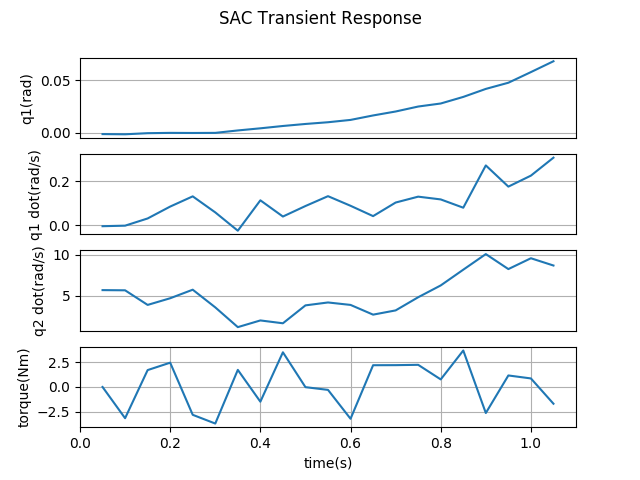 SAC Transient Response
q1(rad)
0.05
0.00
q1 dot(rad/s)
0.2
0.0
q2 dot(rad/s)
10
5
torque(Nm)
2.5
0.0
−2.5
0.0 0.2 0.4 0.6 0.8 1.0
time(s)